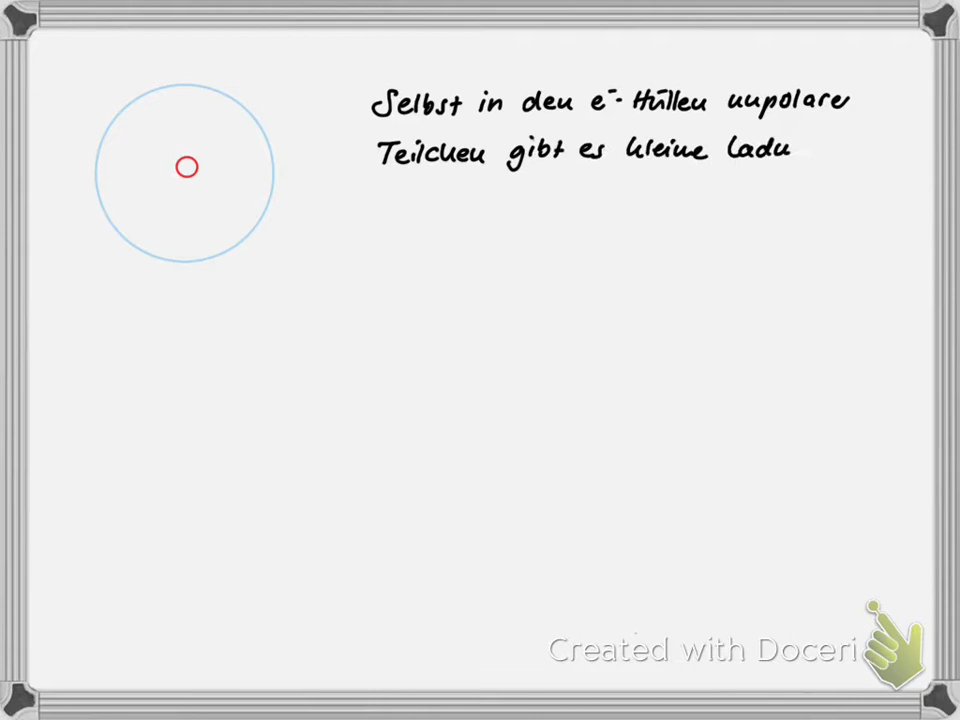 Selbst in den e⁻-Hüllen unpolare
Teilchen gibt es kleine Ladu
Created with Doceri